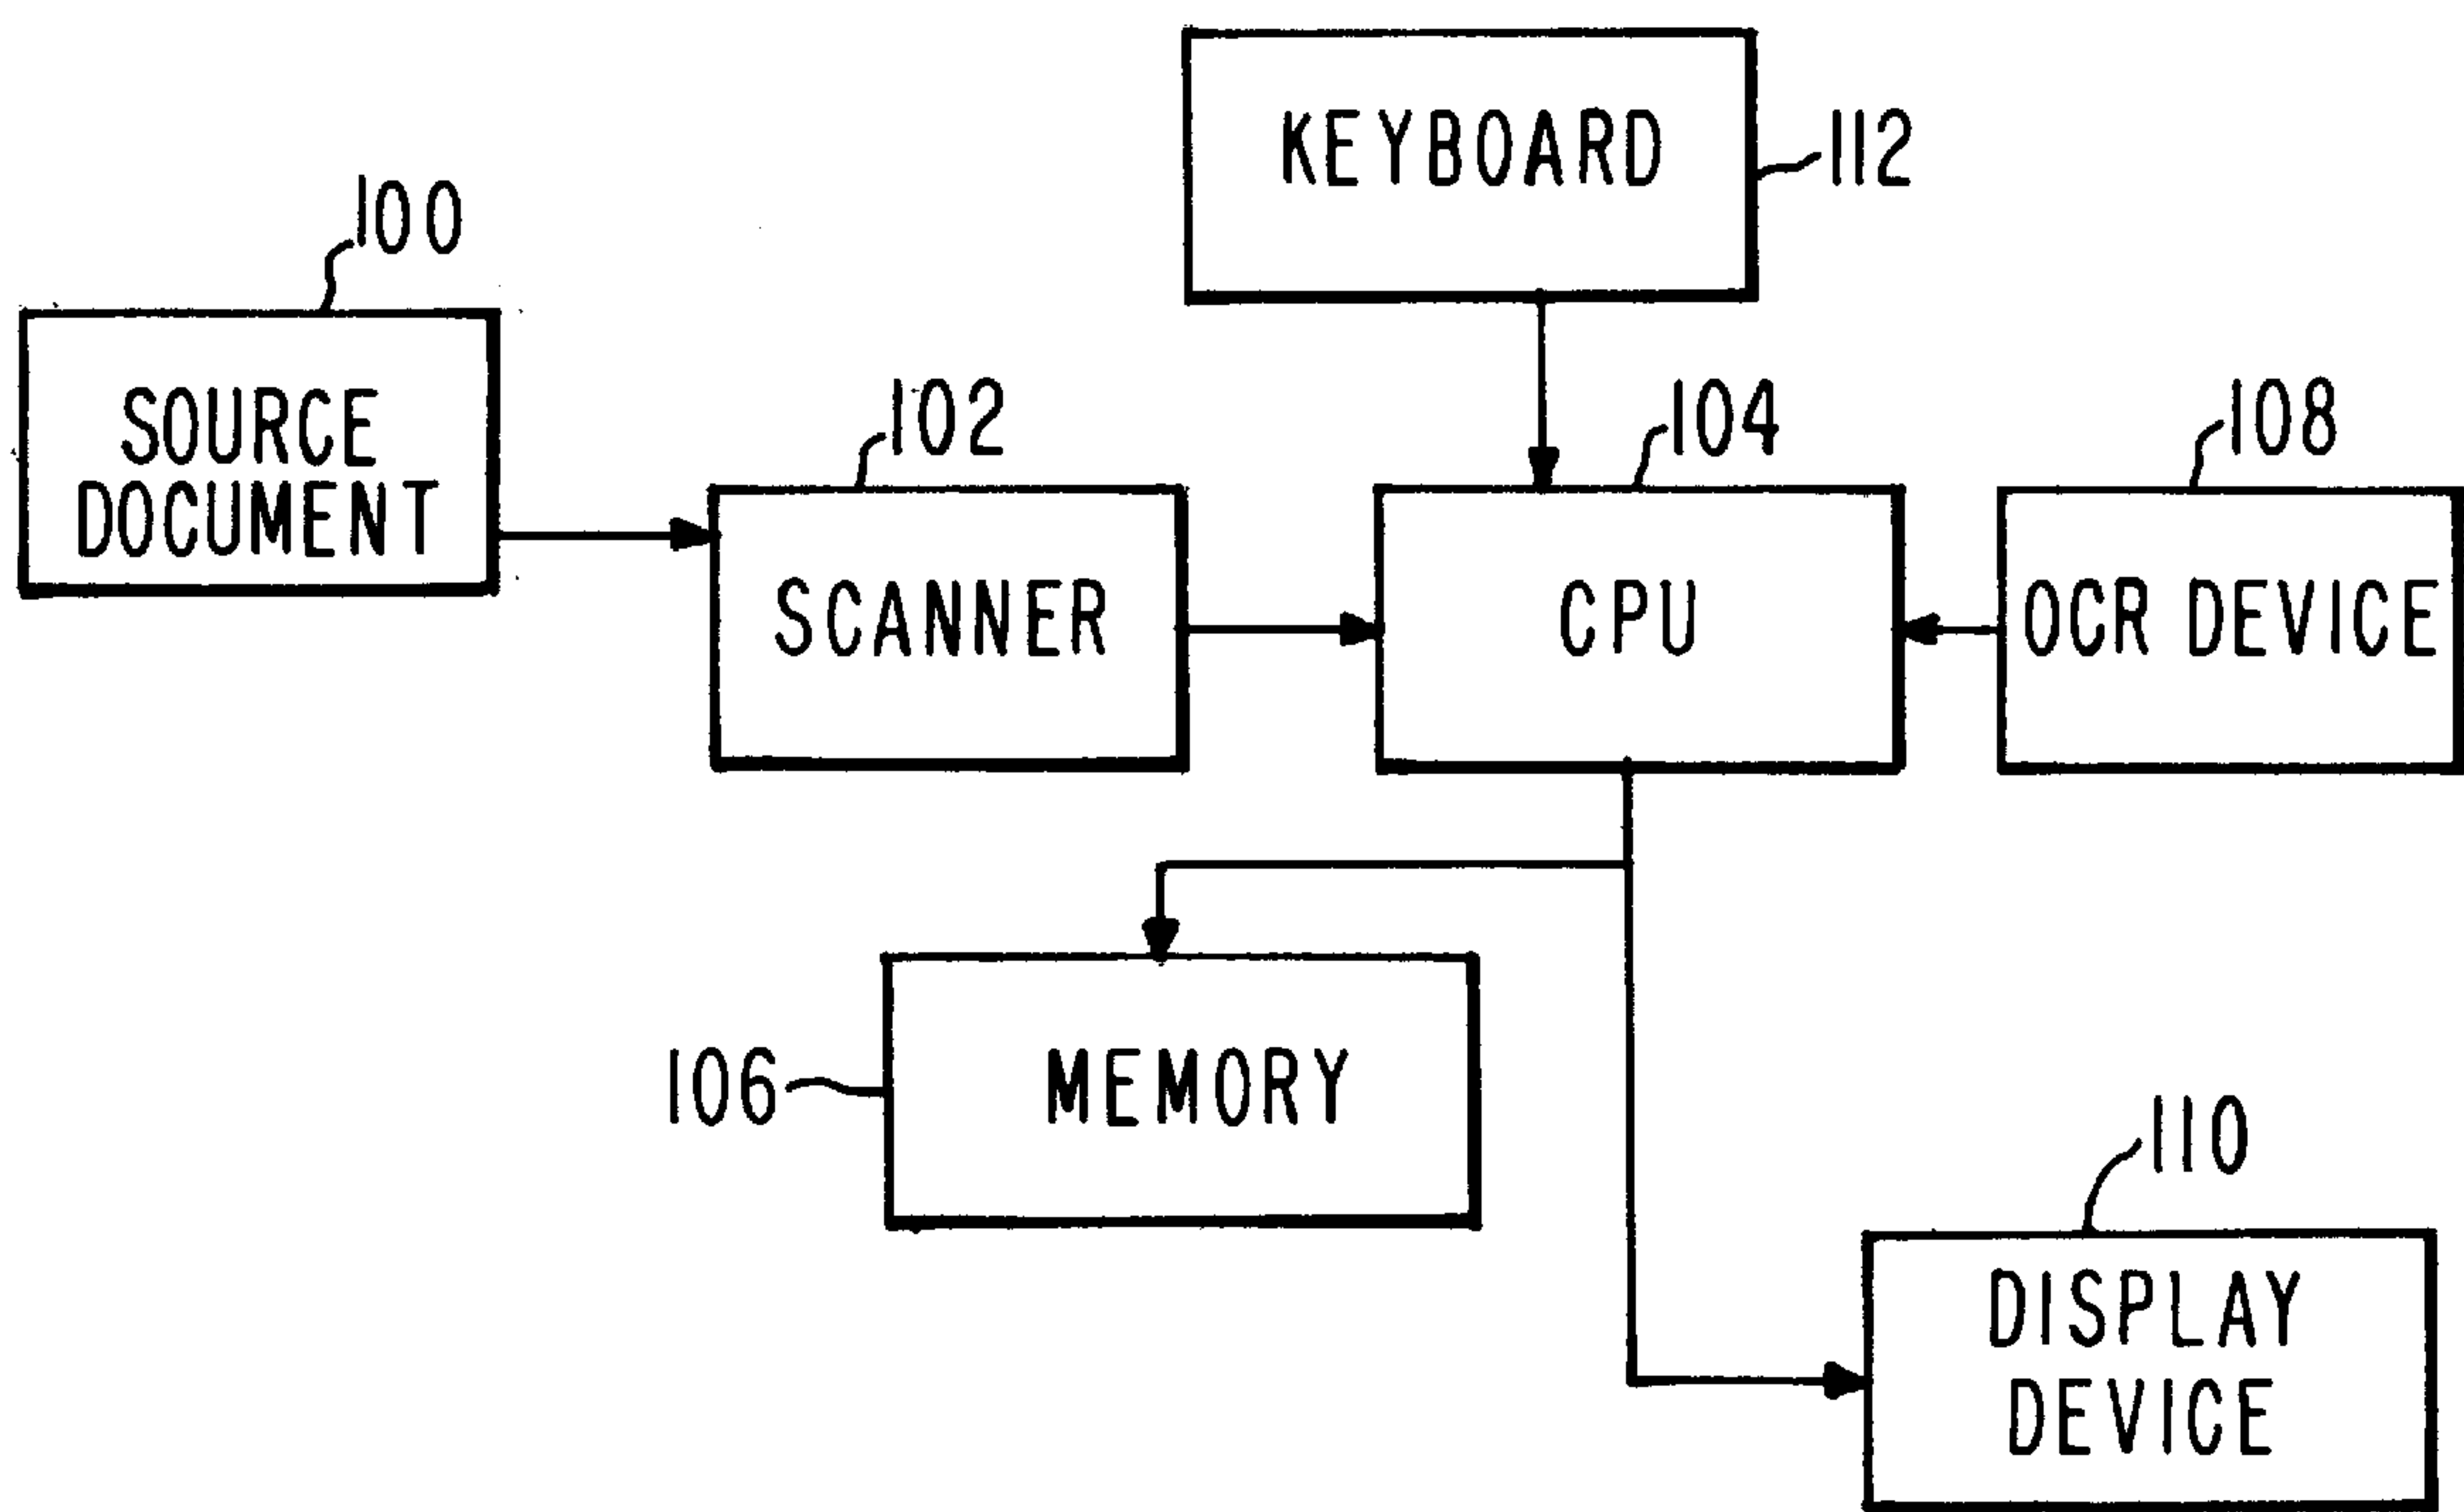 KEYBOARD
112
100
SOURCE
DOCUMENT
102
104
108
SCANNER
CPU
OCR DEVICE
106
MEMORY
110
DISPLAY
DEVICE